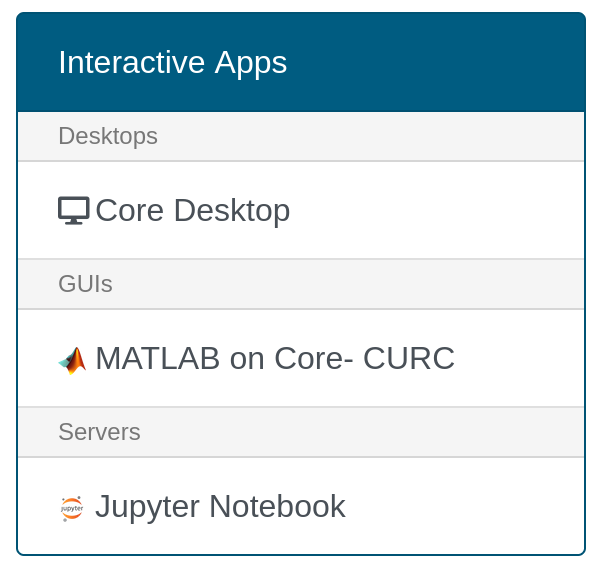 Interactive Apps
Desktops
Core Desktop
GUIs
MATLAB on Core- CURC
Servers
jupyter
Jupyter Notebook